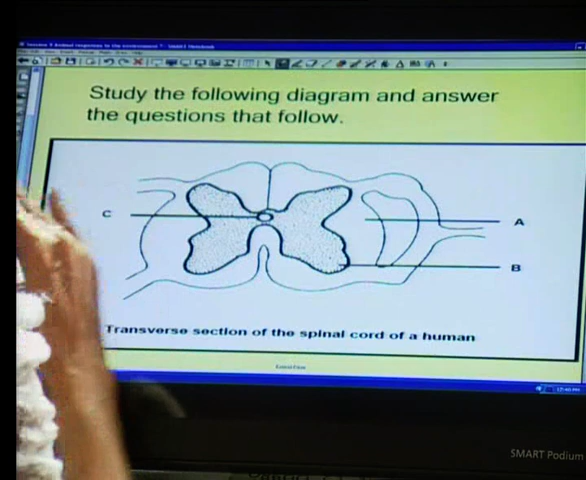 Study the following diagram and answer
the questions that follow.
C
A
B
Transverse section of the spinal cord of a human
SMART Podium